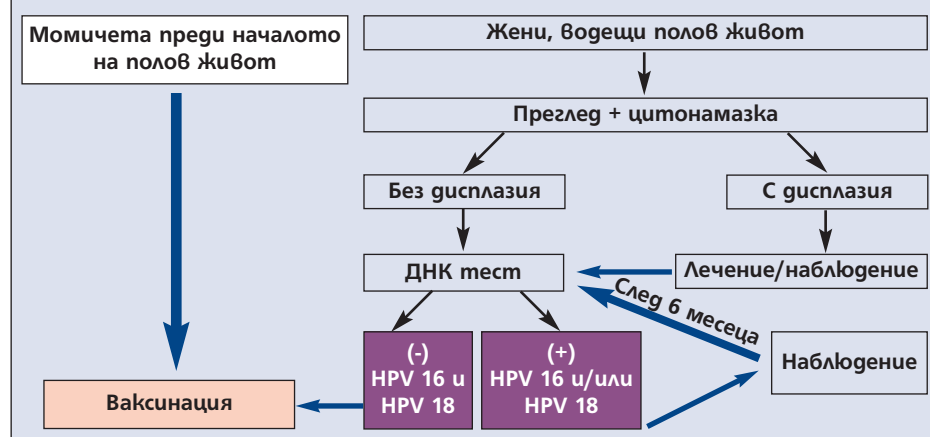 Момичета преди началото
на полов живот
Жени, водещи полов живот
Преглед + цитонамазка
Без дисплазия
С дисплазия
ДНК тест
Лечение/наблюдение
След 6 месеца
(-)
HPV 16 и
HPV 18
(+)
HPV 16 и/или
HPV 18
Наблюдение
Ваксинация